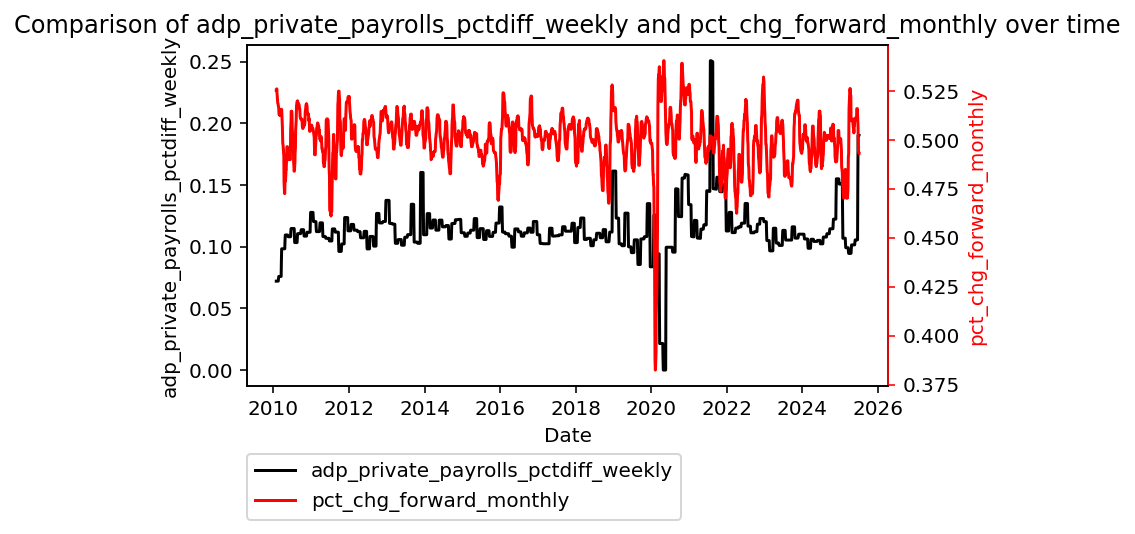 Comparison of adp_private_payrolls_pctdiff_weekly and pct_chg_forward_monthly over time
adp_private_payrolls_pctdiff_weekly
0.25
0.20
0.15
0.10
0.05
0.00
0.525
0.500
0.475
0.450
0.425
0.400
0.375
pct_chg_forward_monthly
2010 2012 2014 2016 2018 2020 2022 2024 2026
Date
adp_private_payrolls_pctdiff_weekly
pct_chg_forward_monthly